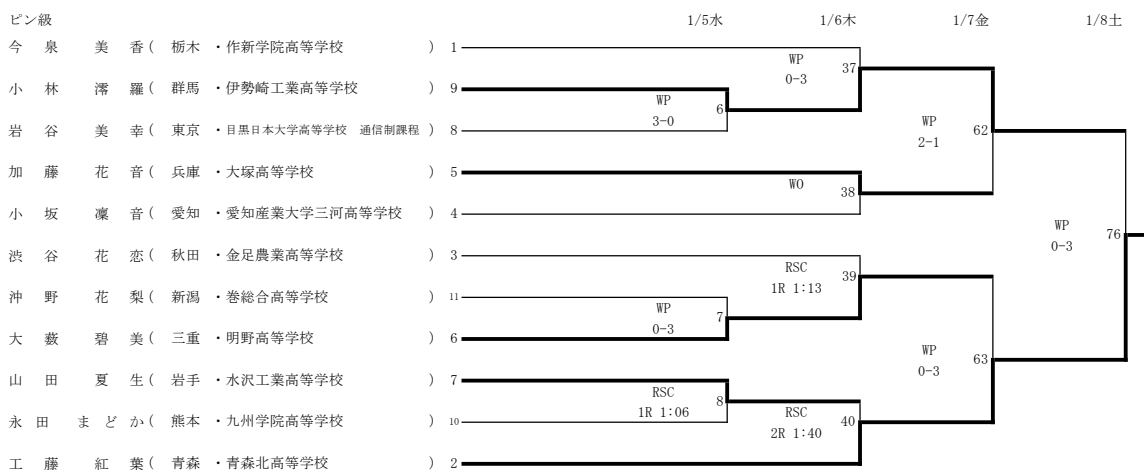 ピン級 1/5水 1/6木 1/7金 1/8土
今泉美香( 栃木 ・作新学院高等学校 ) 1
WP 37
0-3
小林澪羅( 群馬 ・伊勢崎工業高等学校 ) 9
WP 6
3-0
岩谷美幸( 東京 ・目黒日本大学高等学校 通信制課程 ) 8
WP 62
2-1
加藤花音( 兵庫 ・大塚高等学校 ) 5
WO 38
小坂凜音( 愛知 ・愛知産業大学三河高等学校 ) 4
WP 76
0-3
渋谷花恋( 秋田 ・金足農業高等学校 ) 3
RSC 39
1R 1:13
沖野花梨( 新潟 ・巻総合高等学校 ) 11
WP 7
0-3
大薮碧美( 三重 ・明野高等学校 ) 6
WP 63
0-3
山田夏生( 岩手 ・水沢工業高等学校 ) 7
RSC 8
1R 1:06
永田まどか( 熊本 ・九州学院高等学校 ) 10
RSC 40
2R 1:40
工藤紅葉( 青森 ・青森北高等学校 ) 2